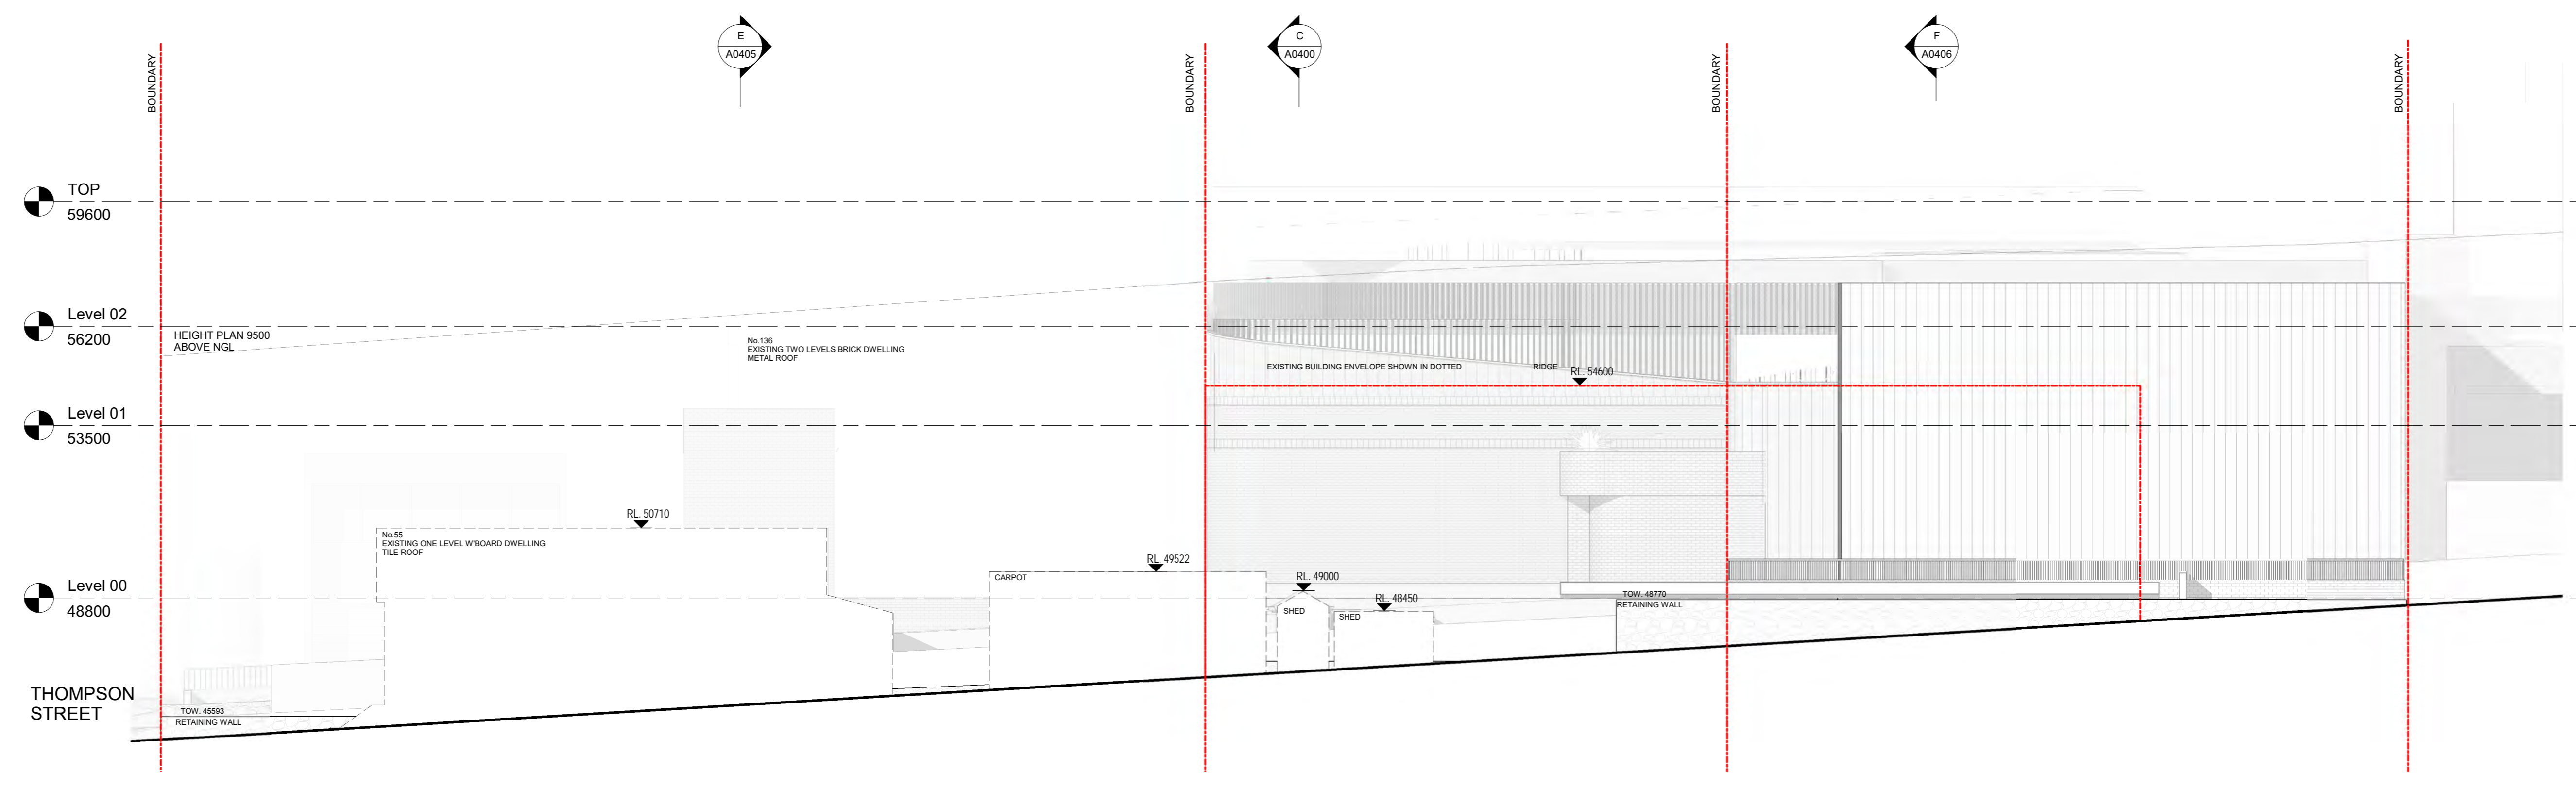 E
A0405
C
A0400
F
A0406
BOUNDARY
BOUNDARY
BOUNDARY
BOUNDARY
TOP
59600
Level 02
56200
HEIGHT PLAN 9500
ABOVE NGL
No.136
EXISTING TWO LEVELS BRICK DWELLING
METAL ROOF
EXISTING BUILDING ENVELOPE SHOWN IN DOTTED
RIDGE
RL. 54600
Level 01
53500
RL. 50710
No.55
EXISTING ONE LEVEL W'BOARD DWELLING
TILE ROOF
RL. 49522
CARPOT
RL. 49000
SHED
RL. 48450
SHED
Level 00
48800
TOW. 48770
RETAINING WALL
THOMPSON
STREET
TOW. 45593
RETAINING WALL